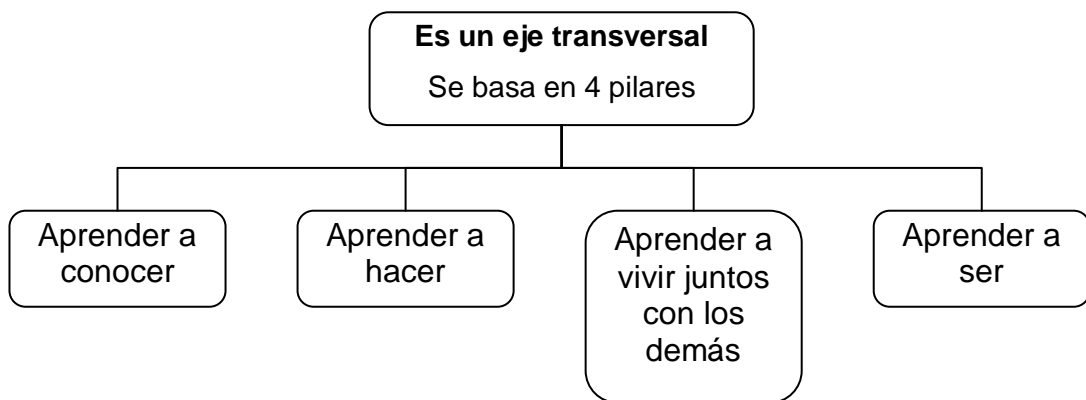 Es un eje transversal
Se basa en 4 pilares
Aprender a
conocer
Aprender a
hacer
Aprender a
vivir juntos
con los
demás
Aprender a
ser